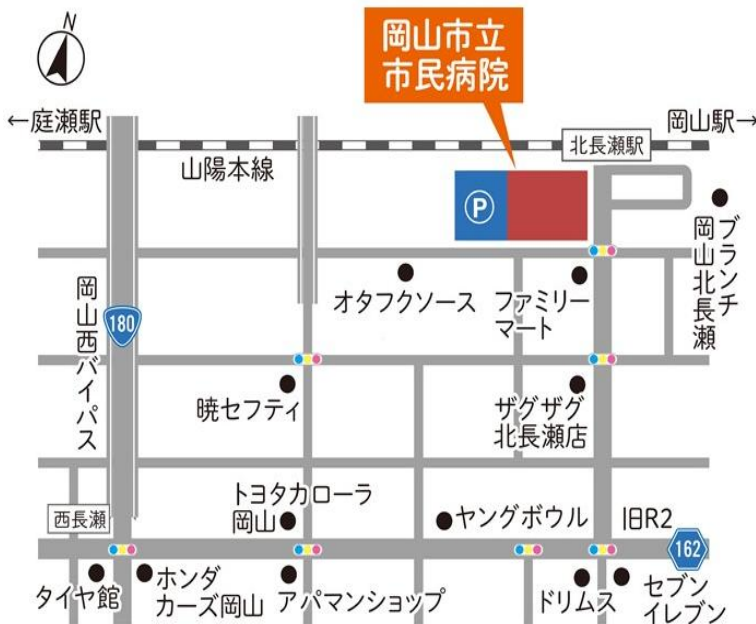 N
岡山市立
市民病院
←庭瀬駅
岡山駅→
北長瀬駅
山陽本線
P
ブランチ
岡山北長瀬
オタフクソース
ファミリー
マート
岡山西バイパス
180
暁セフティ
ザグザグ
北長瀬店
トヨタカローラ
岡山
西長瀬
ヤングボウル
旧R2
162
タイヤ館
ホンダ
カーズ岡山
アパマンショップ
ドリムス
セブン
イレブン